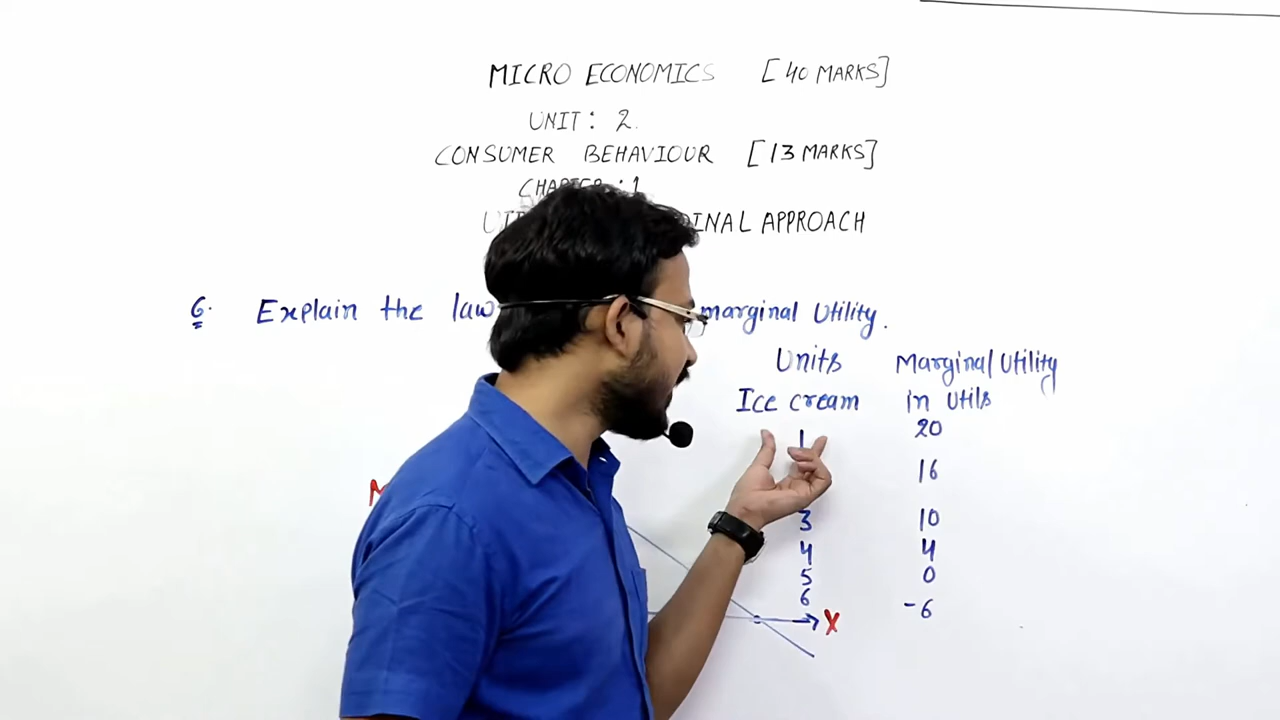 MICRO ECONOMICS [40 MARKS]
UNIT: 2.
CONSUMER BEHAVIOUR [13 MARKS]
: 1
APPROACH
6. Explain the law marginal Utility.
Units Marginal Utility
Ice cream in Utils
1 20
16
3 10
4 4
5 0
6 -6
X